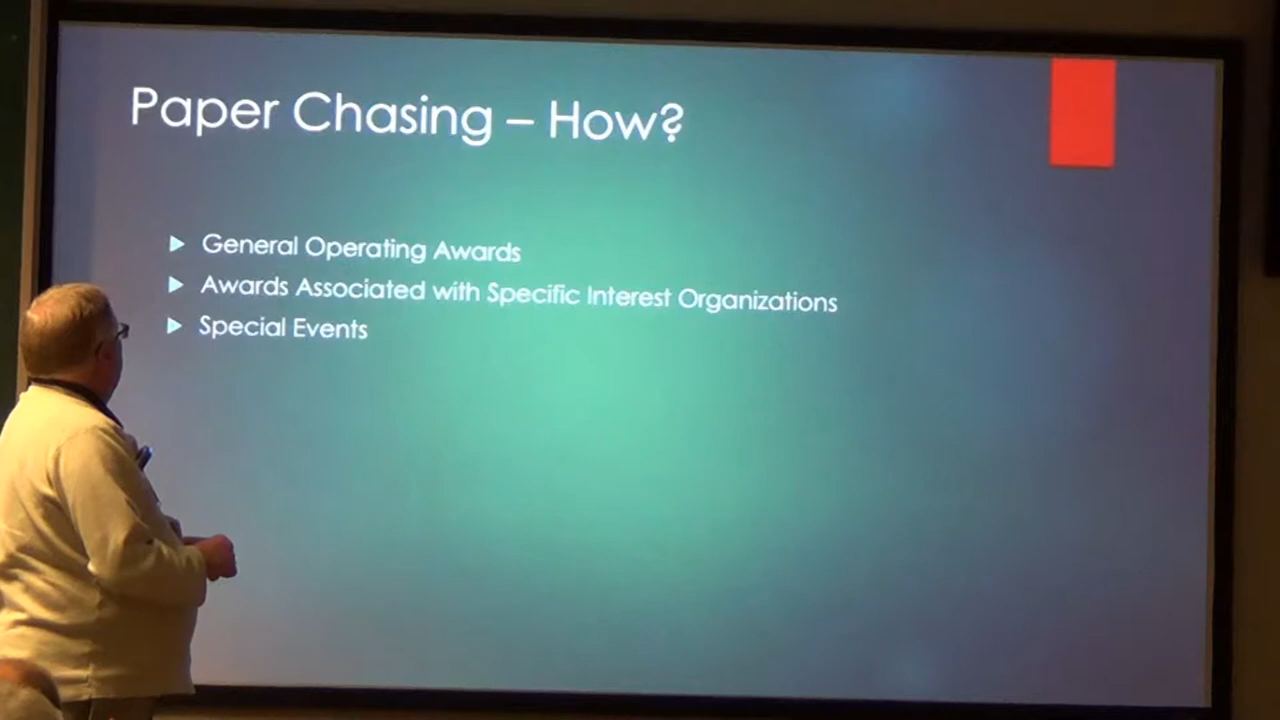 Paper Chasing – How?
General Operating Awards
Awards Associated with Specific Interest Organizations
Special Events